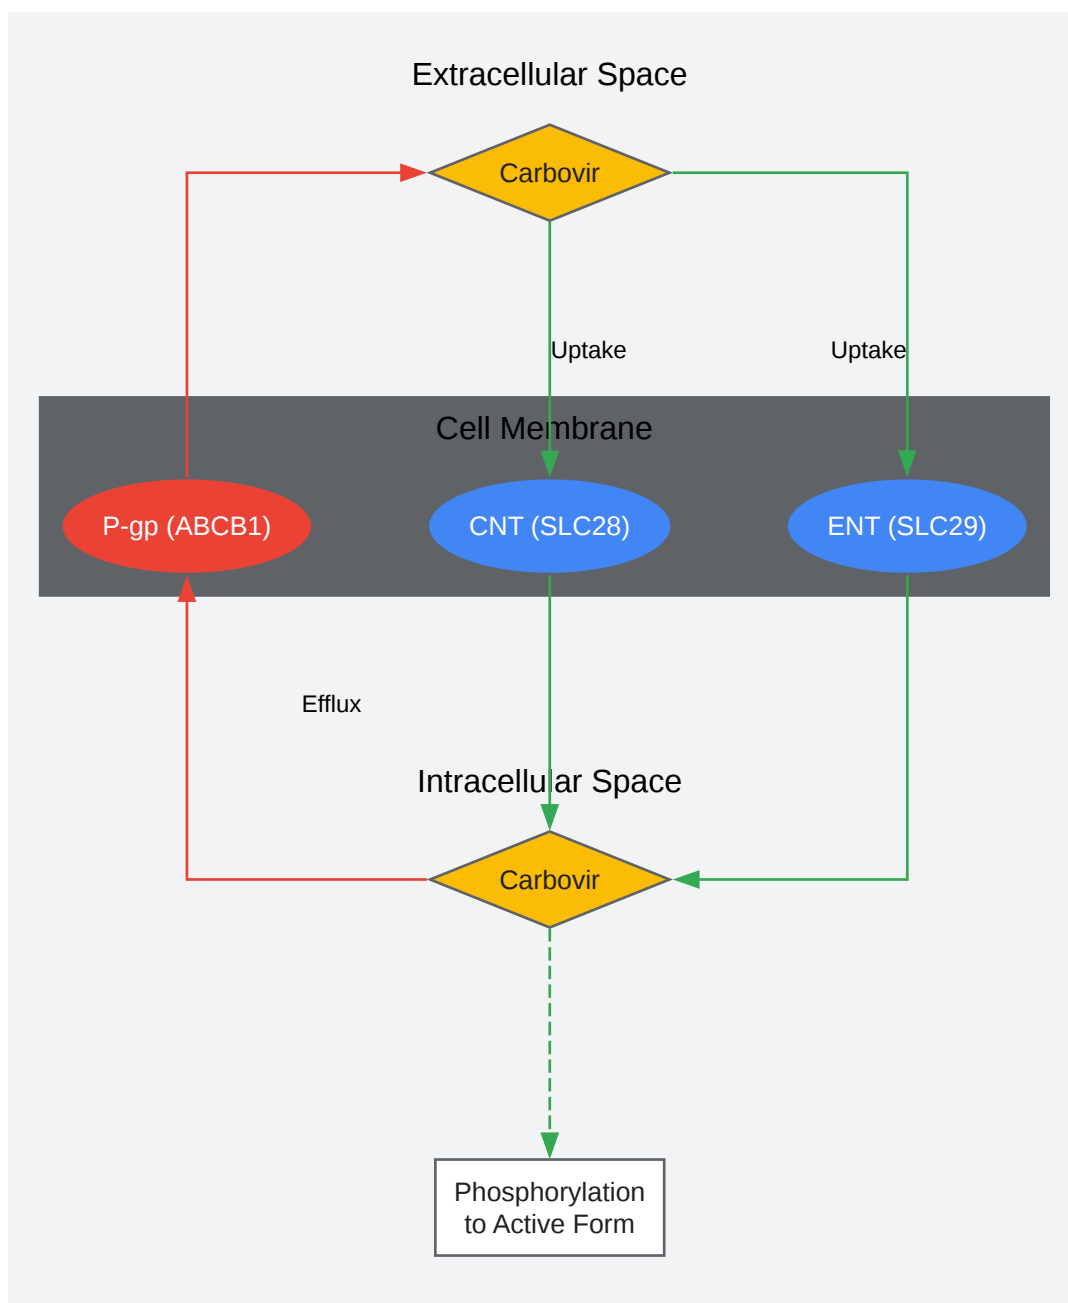 Extracellular Space
Carbovir
Uptake
Uptake
Cell Membrane
P-gp (ABCB1)
CNT (SLC28)
ENT (SLC29)
Efflux
Intracellular Space
Carbovir
Phosphorylation
to Active Form